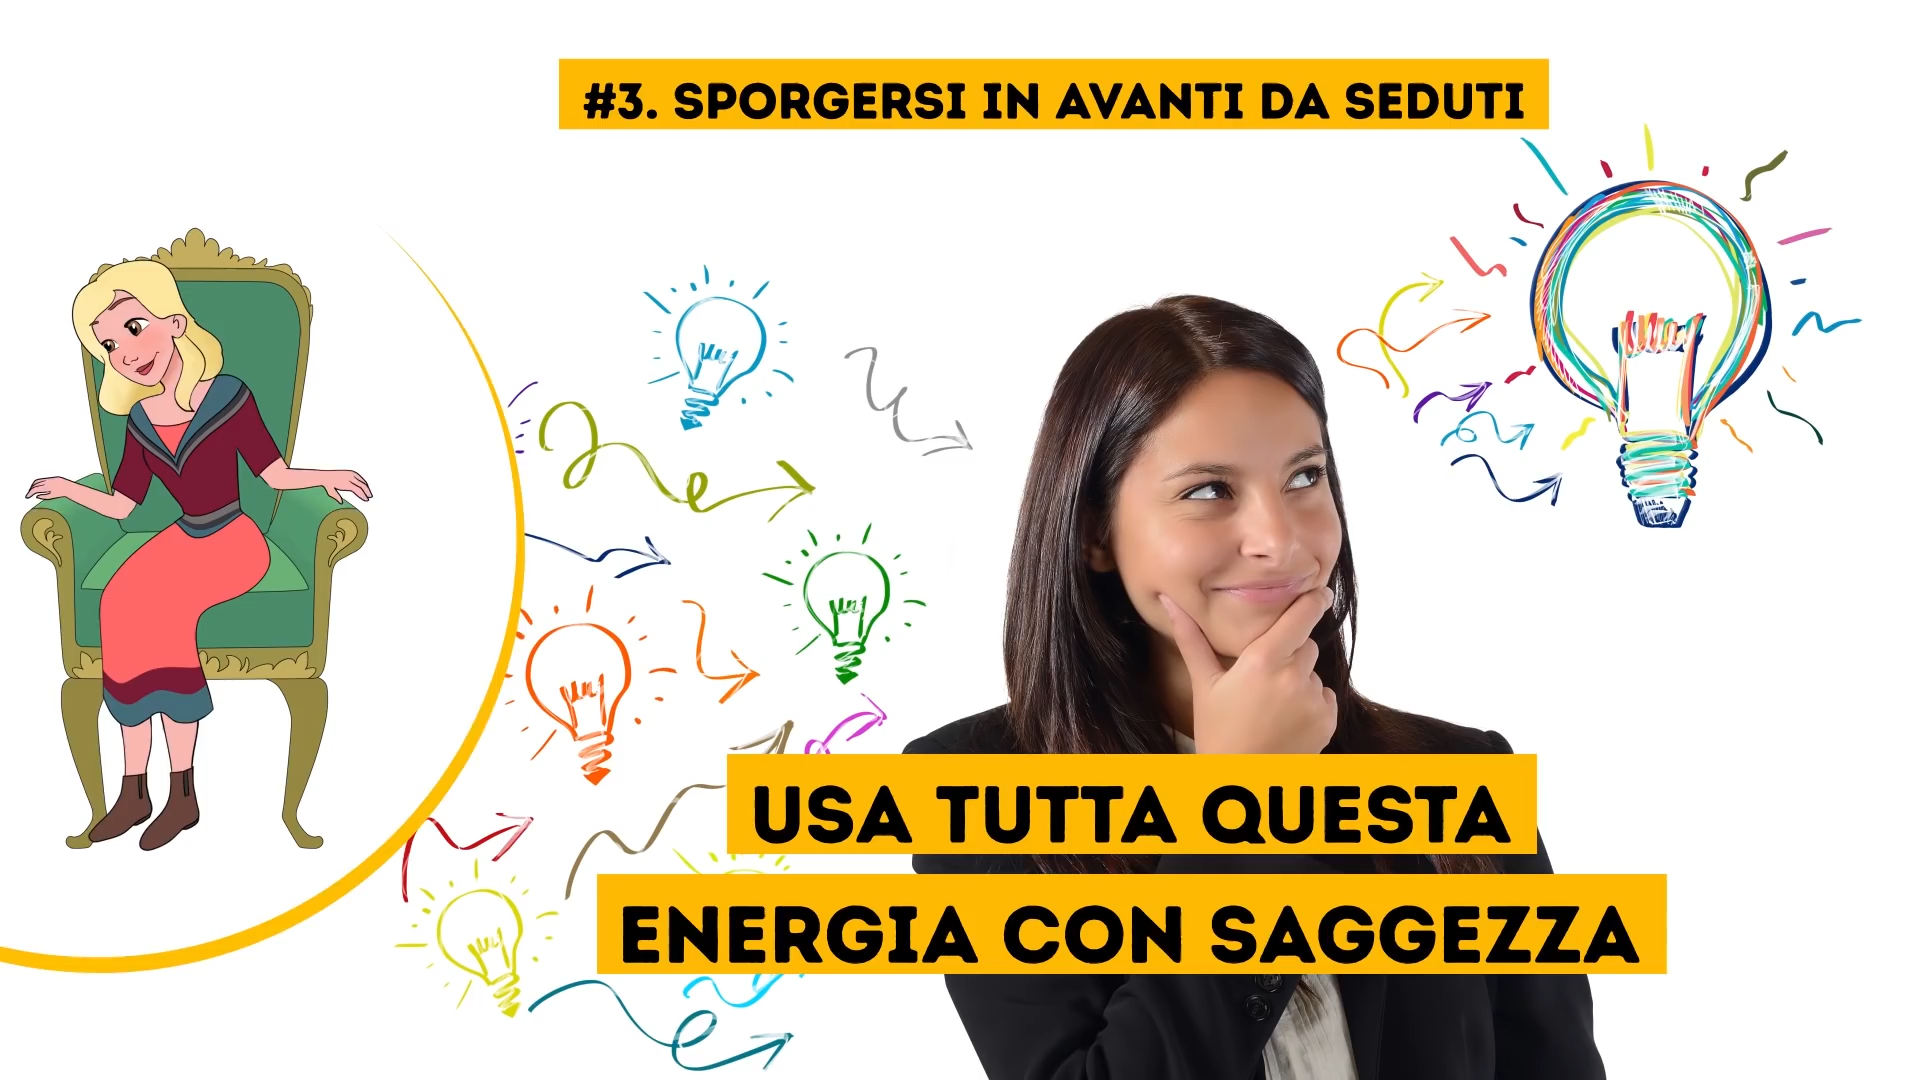 #3. SPORGERSI IN AVANTI DA SEDUTI
USA TUTTA QUESTA
ENERGIA CON SAGGEZZA